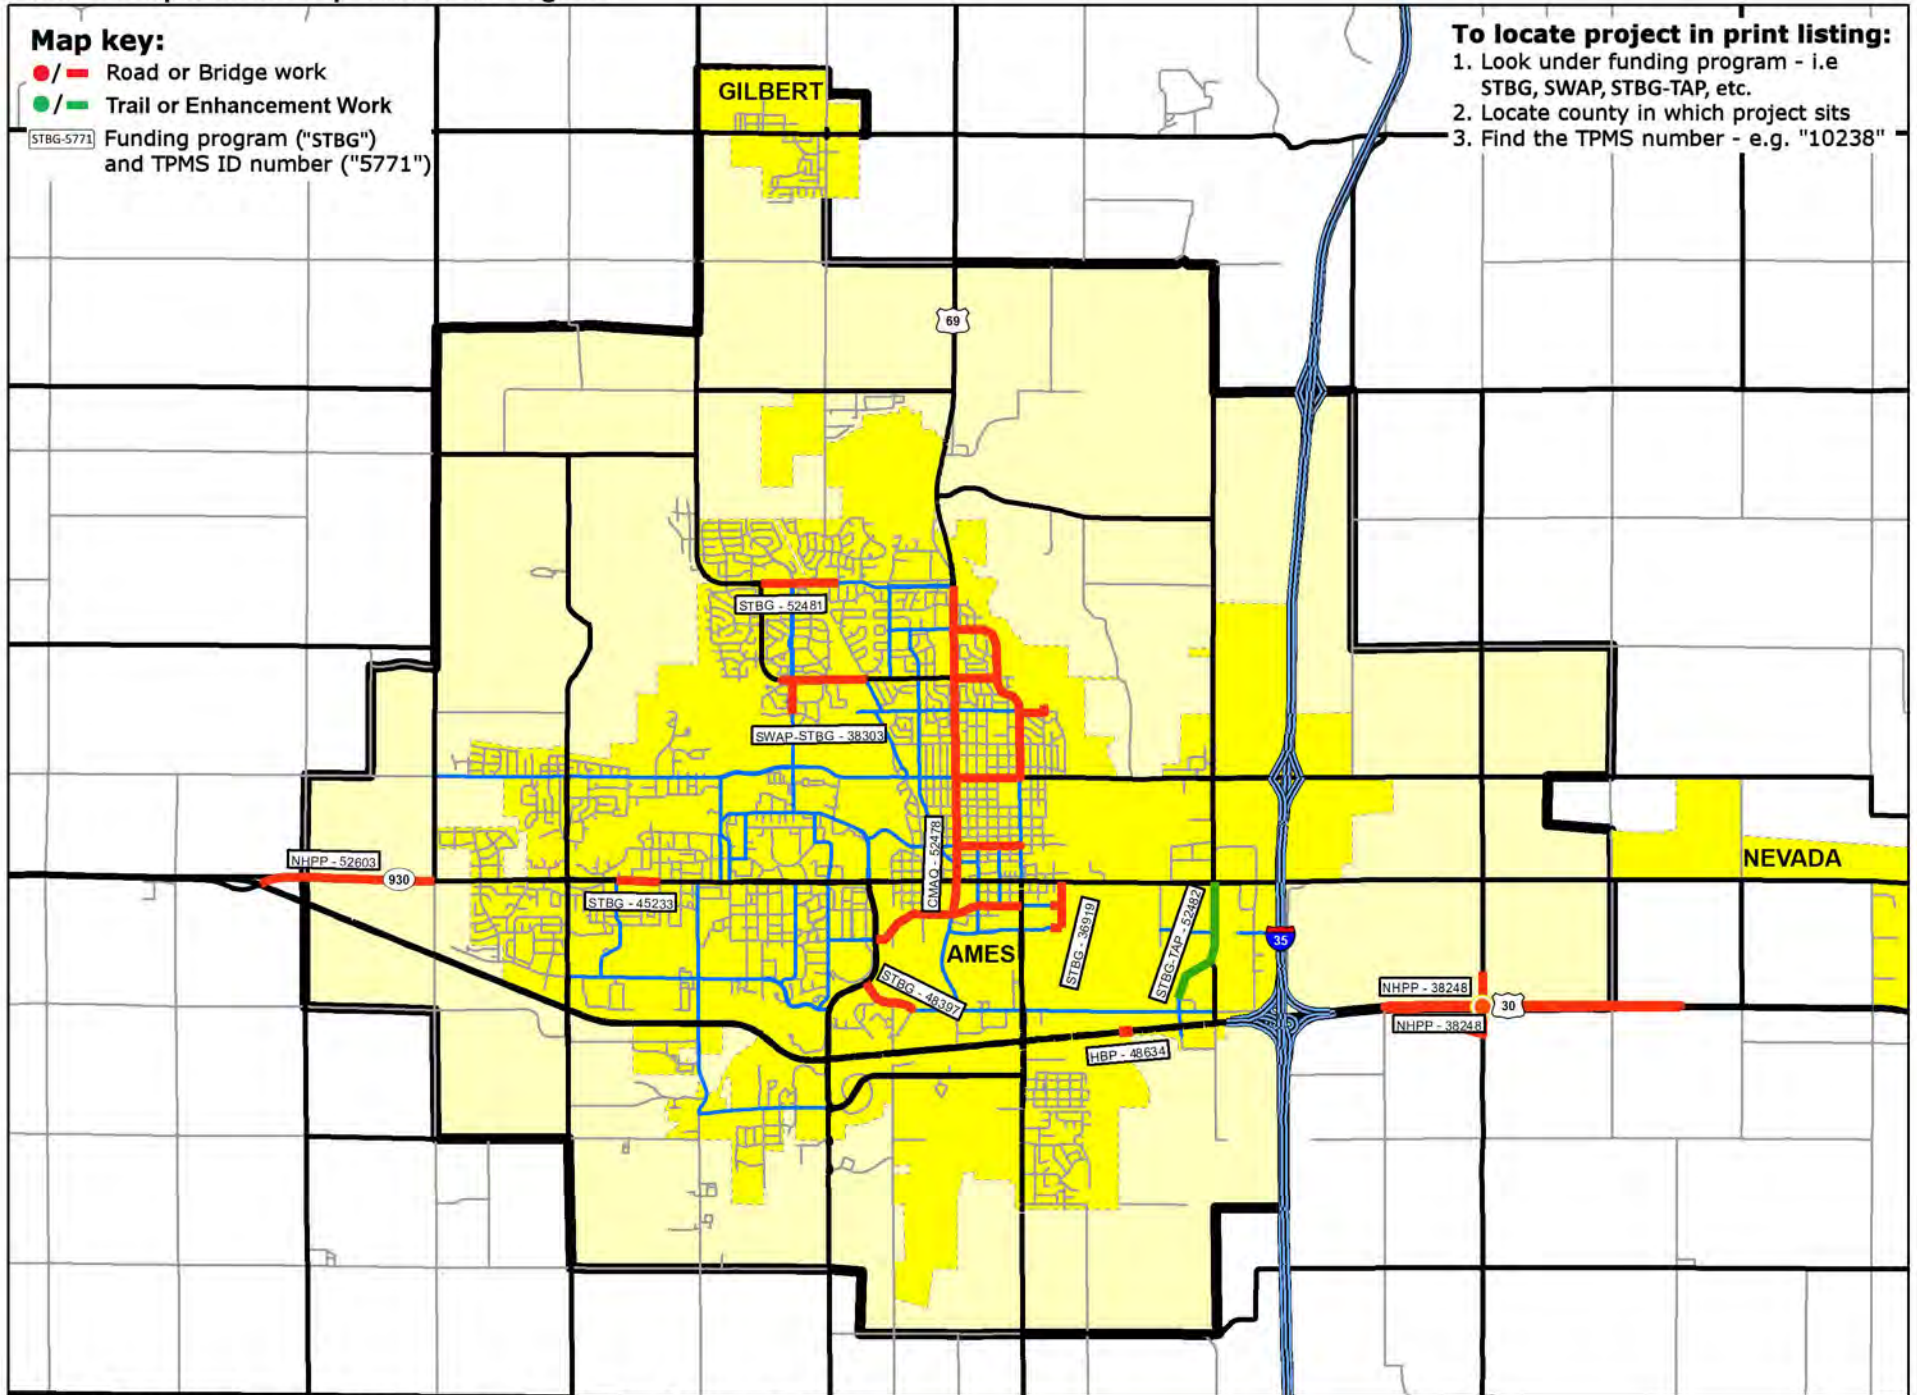 Map key:
Road or Bridge work
Trail or Enhancement Work
STBG-5771
Funding program ("STBG")
and TPMS ID number ("5771")
To locate project in print listing:
1. Look under funding program - i.e
STBG, SWAP, STBG-TAP, etc.
2. Locate county in which project sits
3. Find the TPMS number - e.g. "10238"
GILBERT
69
STBG - 52481
SWAP-STBG - 38303
CMAQ - 52478
NHPP - 52603
930
STBG - 45233
NEVADA
AMES
STBG - 36919
STBG-TAP - 52482
35
STBG - 48397
NHPP - 38248
30
NHPP - 38248
HBP - 48634